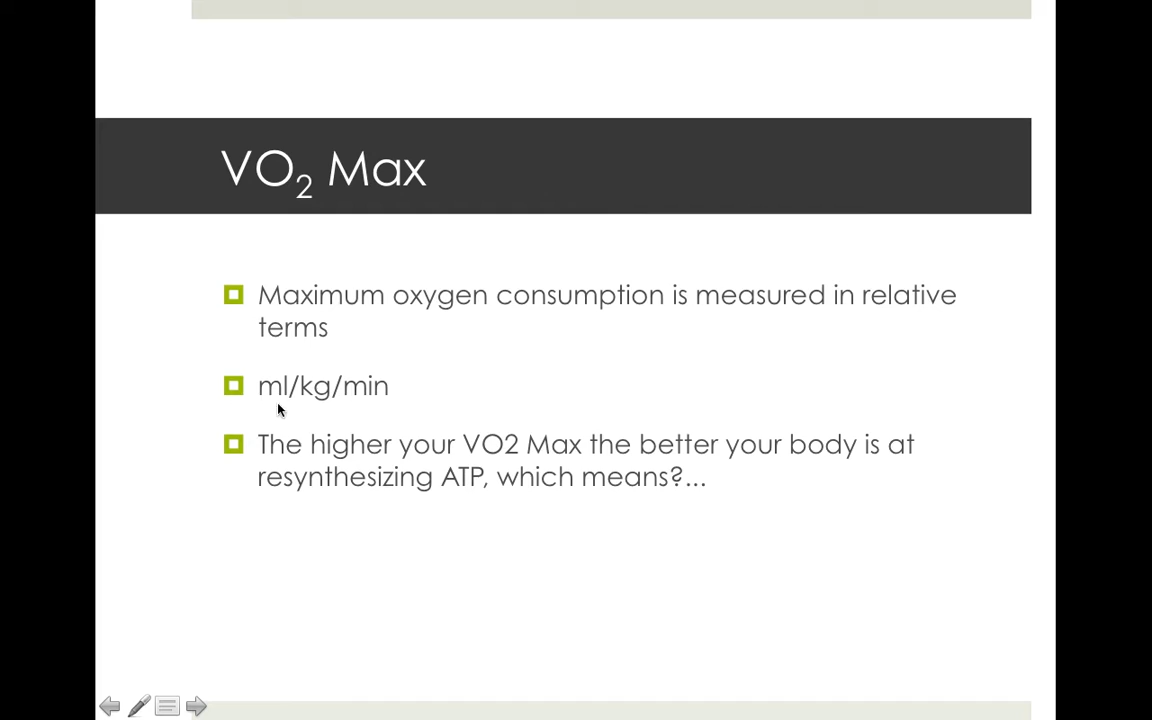 VO₂ Max
Maximum oxygen consumption is measured in relative
terms
ml/kg/min
The higher your VO2 Max the better your body is at
resynthesizing ATP, which means?...